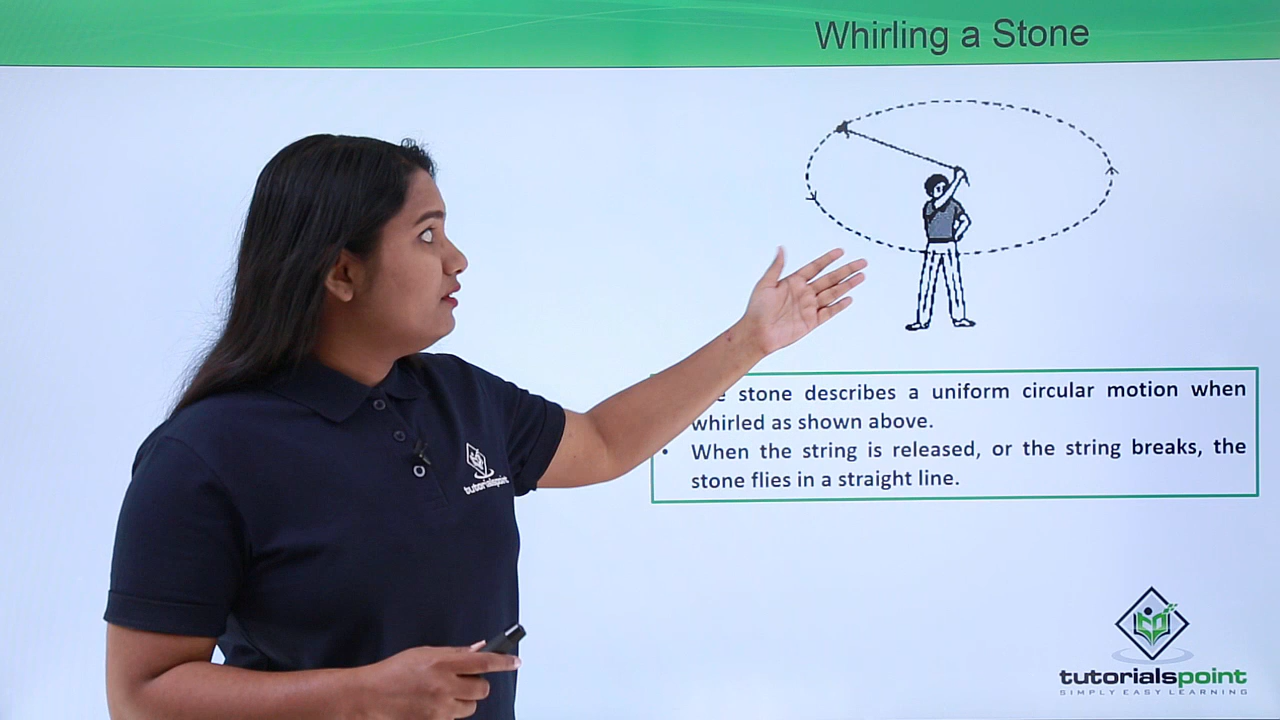 Whirling a Stone
stone describes a uniform circular motion when
whirled as shown above.
• When the string is released, or the string breaks, the
stone flies in a straight line.
tutorialspoint
tutorialspoint
SIMPLY EASY LEARNING